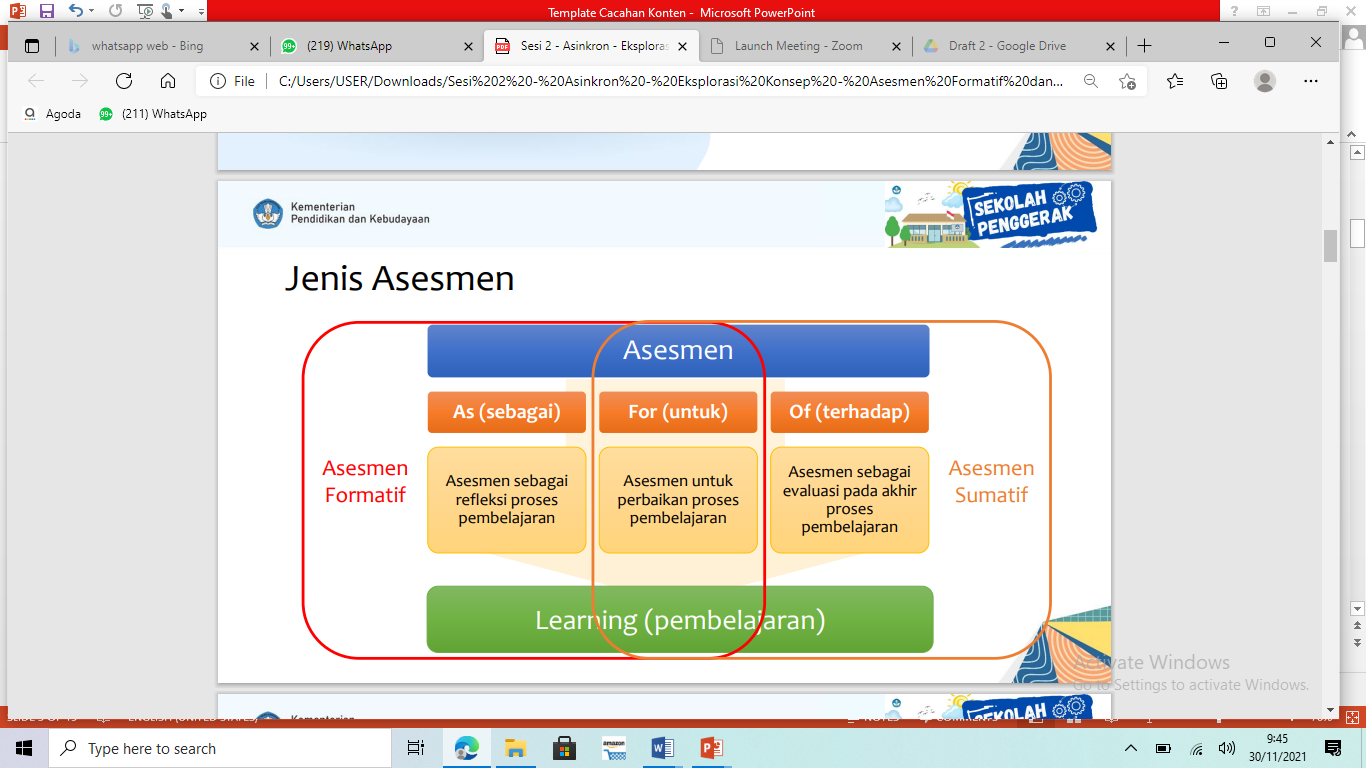 Template Cacahan Konten - Microsoft PowerPoint
whatsapp web - Bing
(219) WhatsApp
Sesi 2 - Asinkron - Eksploras
Launch Meeting - Zoom
Draft 2 - Google Drive
File
C:/Users/USER/Downloads/Sesi%202%20-%20Asinkron%20-%20Eksplorasi%20Konsep%20-%20Asesmen%20Formatif%20dan...
Agoda
(211) WhatsApp
Kementerian
Pendidikan dan Kebudayaan
SEKOLAH
PENGGERAK
Jenis Asesmen
Asesmen
As (sebagai)
For (untuk)
Of (terhadap)
Asesmen
Formatif
Asesmen sebagai
refleksi proses
pembelajaran
Asesmen untuk
perbaikan proses
pembelajaran
Asesmen sebagai
evaluasi pada akhir
proses
pembelajaran
Asesmen
Sumatif
Learning (pembelajaran)
Activate Windows
Go to Settings to activate Windows.
Kementerian
SEKOLAH
Type here to search
9:45
30/11/2021